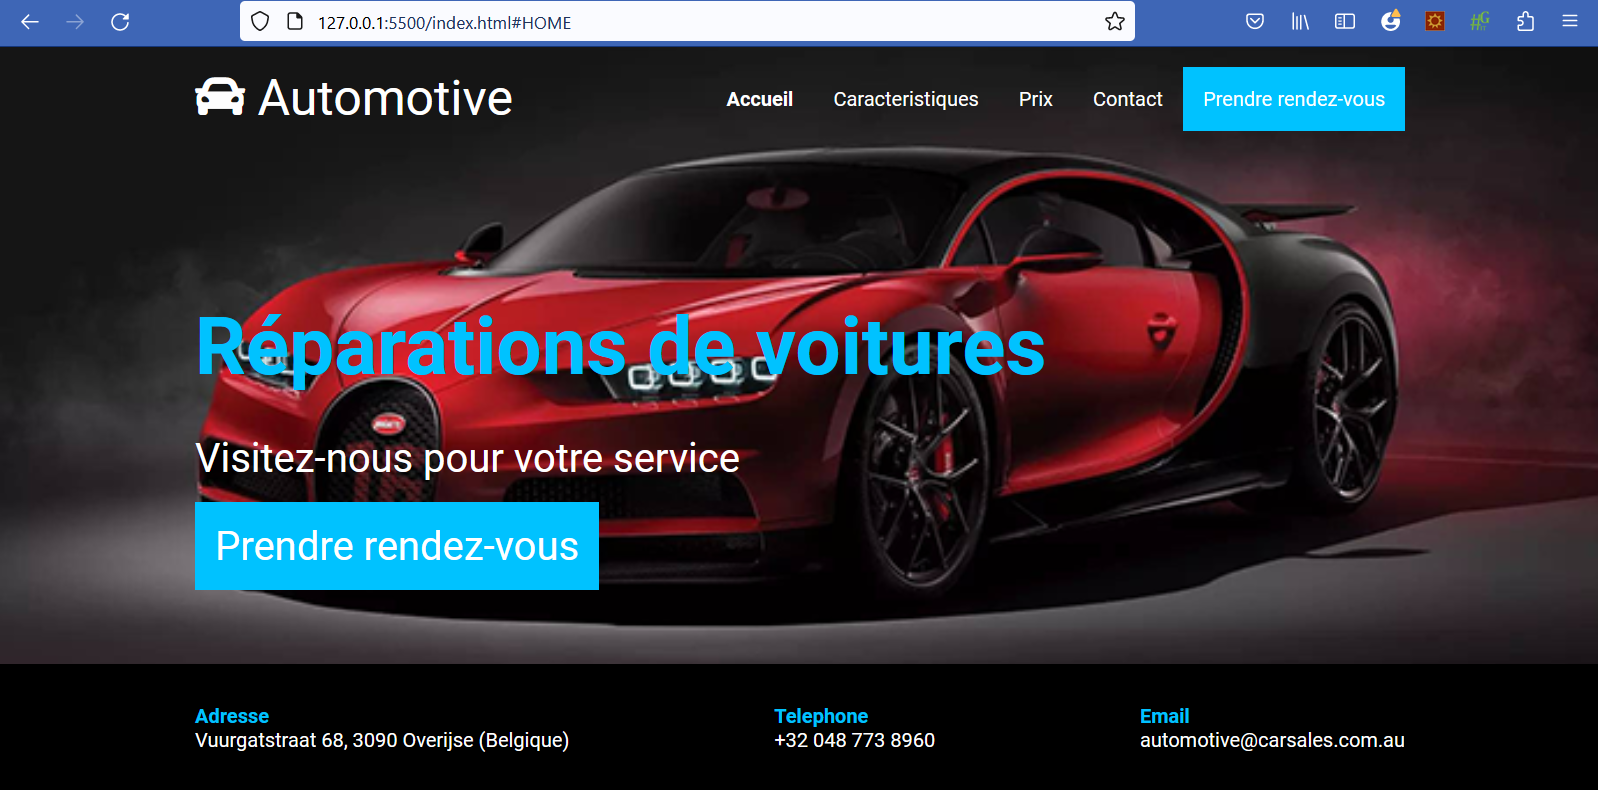 127.0.0.1:5500/index.html#HOME
Automotive
Accueil Caracteristiques Prix Contact Prendre rendez-vous
Réparations de voitures
Visitez-nous pour votre service
Prendre rendez-vous
Adresse
Vuurgatstraat 68, 3090 Overijse (Belgique)
Telephone
+32 048 773 8960
Email
automotive@carsales.com.au